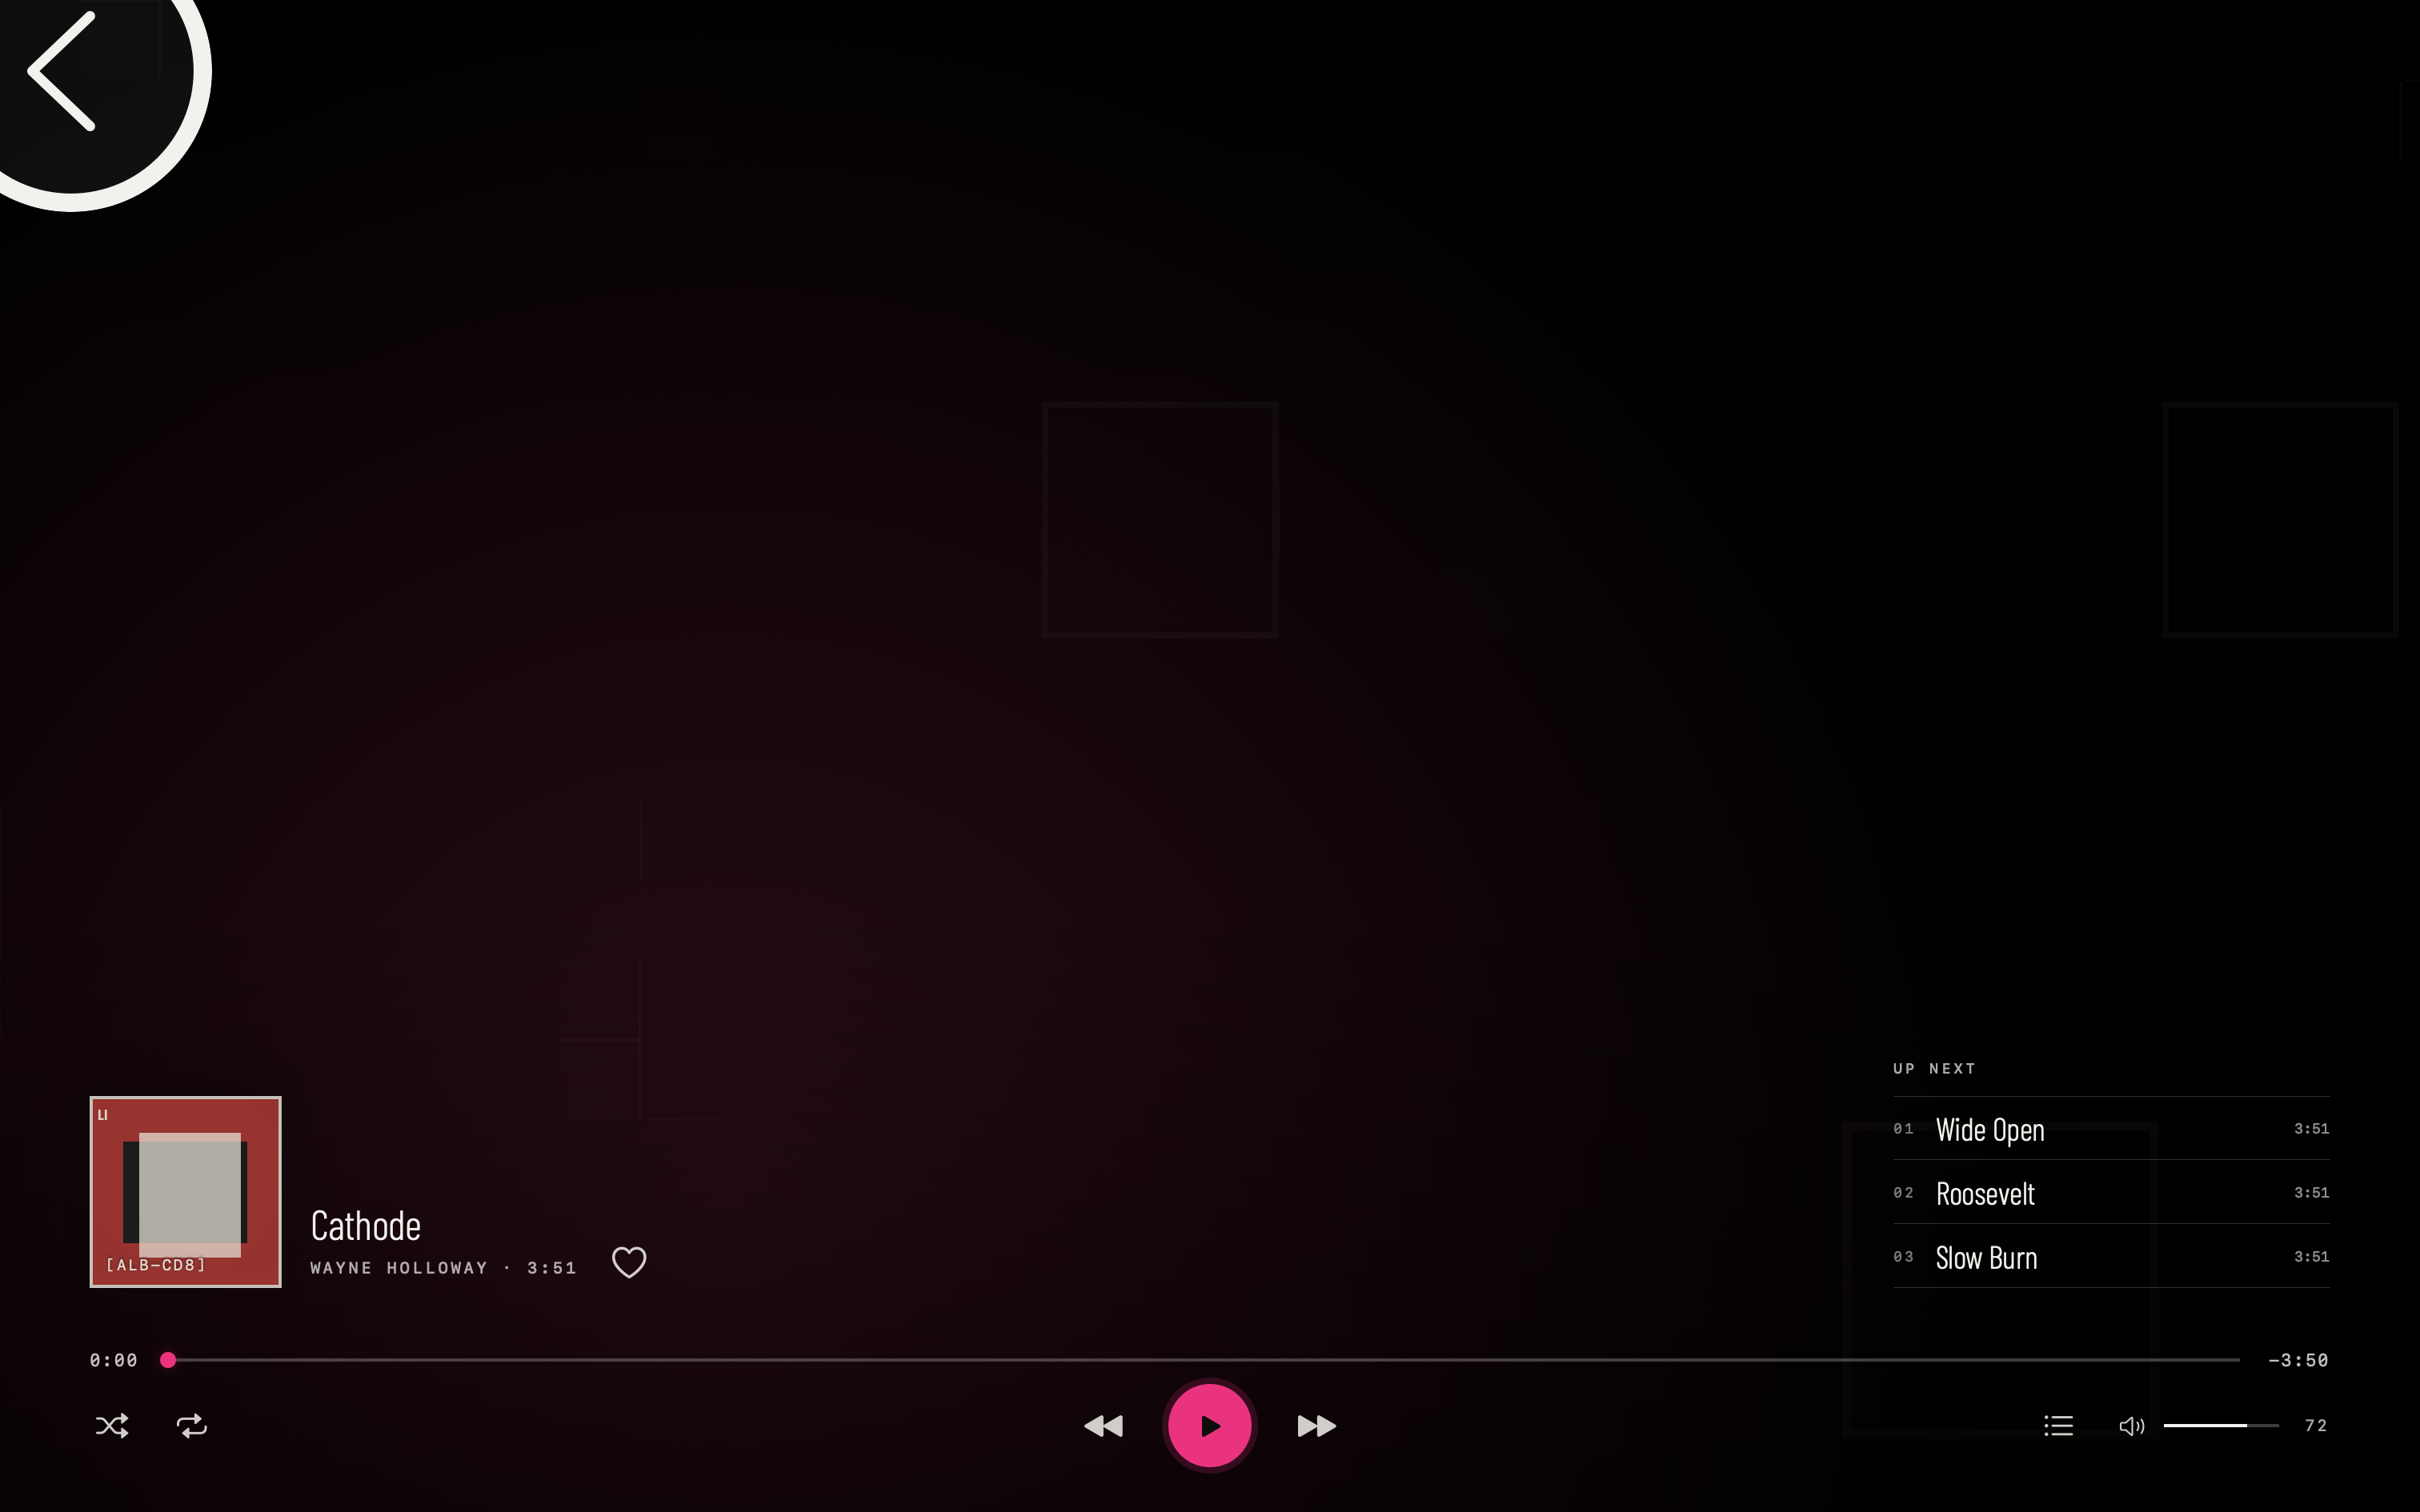 LI
[ALB—CD8]
Cathode
WAYNE HOLLOWAY · 3:51
UP NEXT
01 Wide Open 3:51
02 Roosevelt 3:51
03 Slow Burn 3:51
0:00 −3:50
72